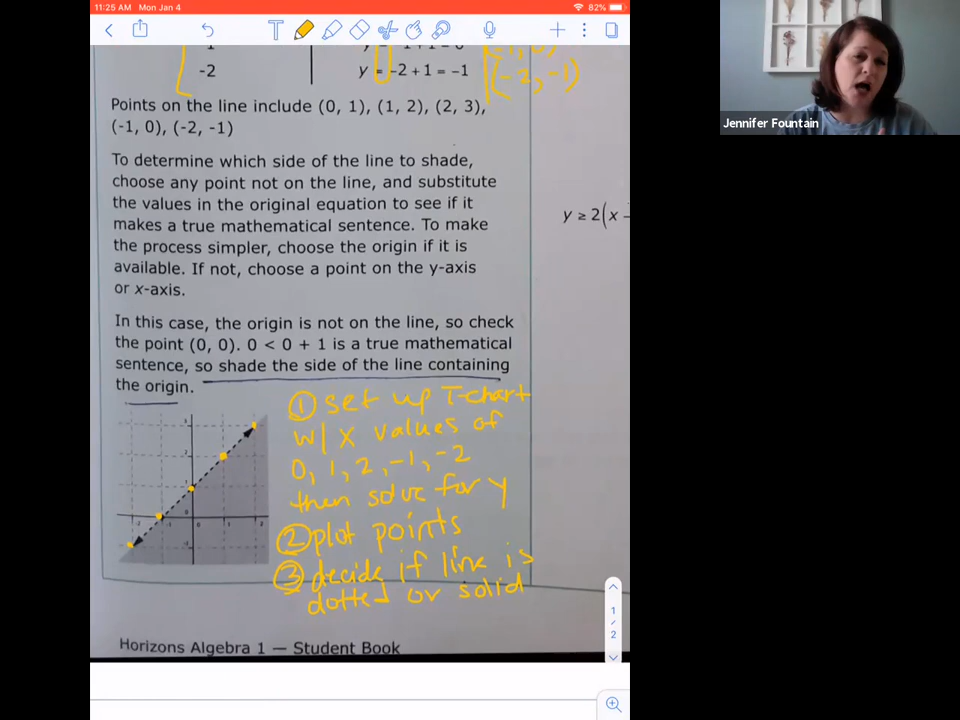 11:25 AM Mon Jan 4
82%
T
-2
y = -2 + 1 = -1
(-2, -1)
Points on the line include (0, 1), (1, 2), (2, 3),
(-1, 0), (-2, -1)
To determine which side of the line to shade,
choose any point not on the line, and substitute
the values in the original equation to see if it
makes a true mathematical sentence. To make
the process simpler, choose the origin if it is
available. If not, choose a point on the y-axis
or x-axis.
In this case, the origin is not on the line, so check
the point (0, 0). 0 < 0 + 1 is a true mathematical
sentence, so shade the side of the line containing
the origin.
① set up T-chart
w/ x values of
0, 1, 2, -1, -2
then solve for y
② plot points
③ decide if line is
dotted or solid
Horizons Algebra 1 — Student Book
y ≥ 2(x
1
/
2
Jennifer Fountain